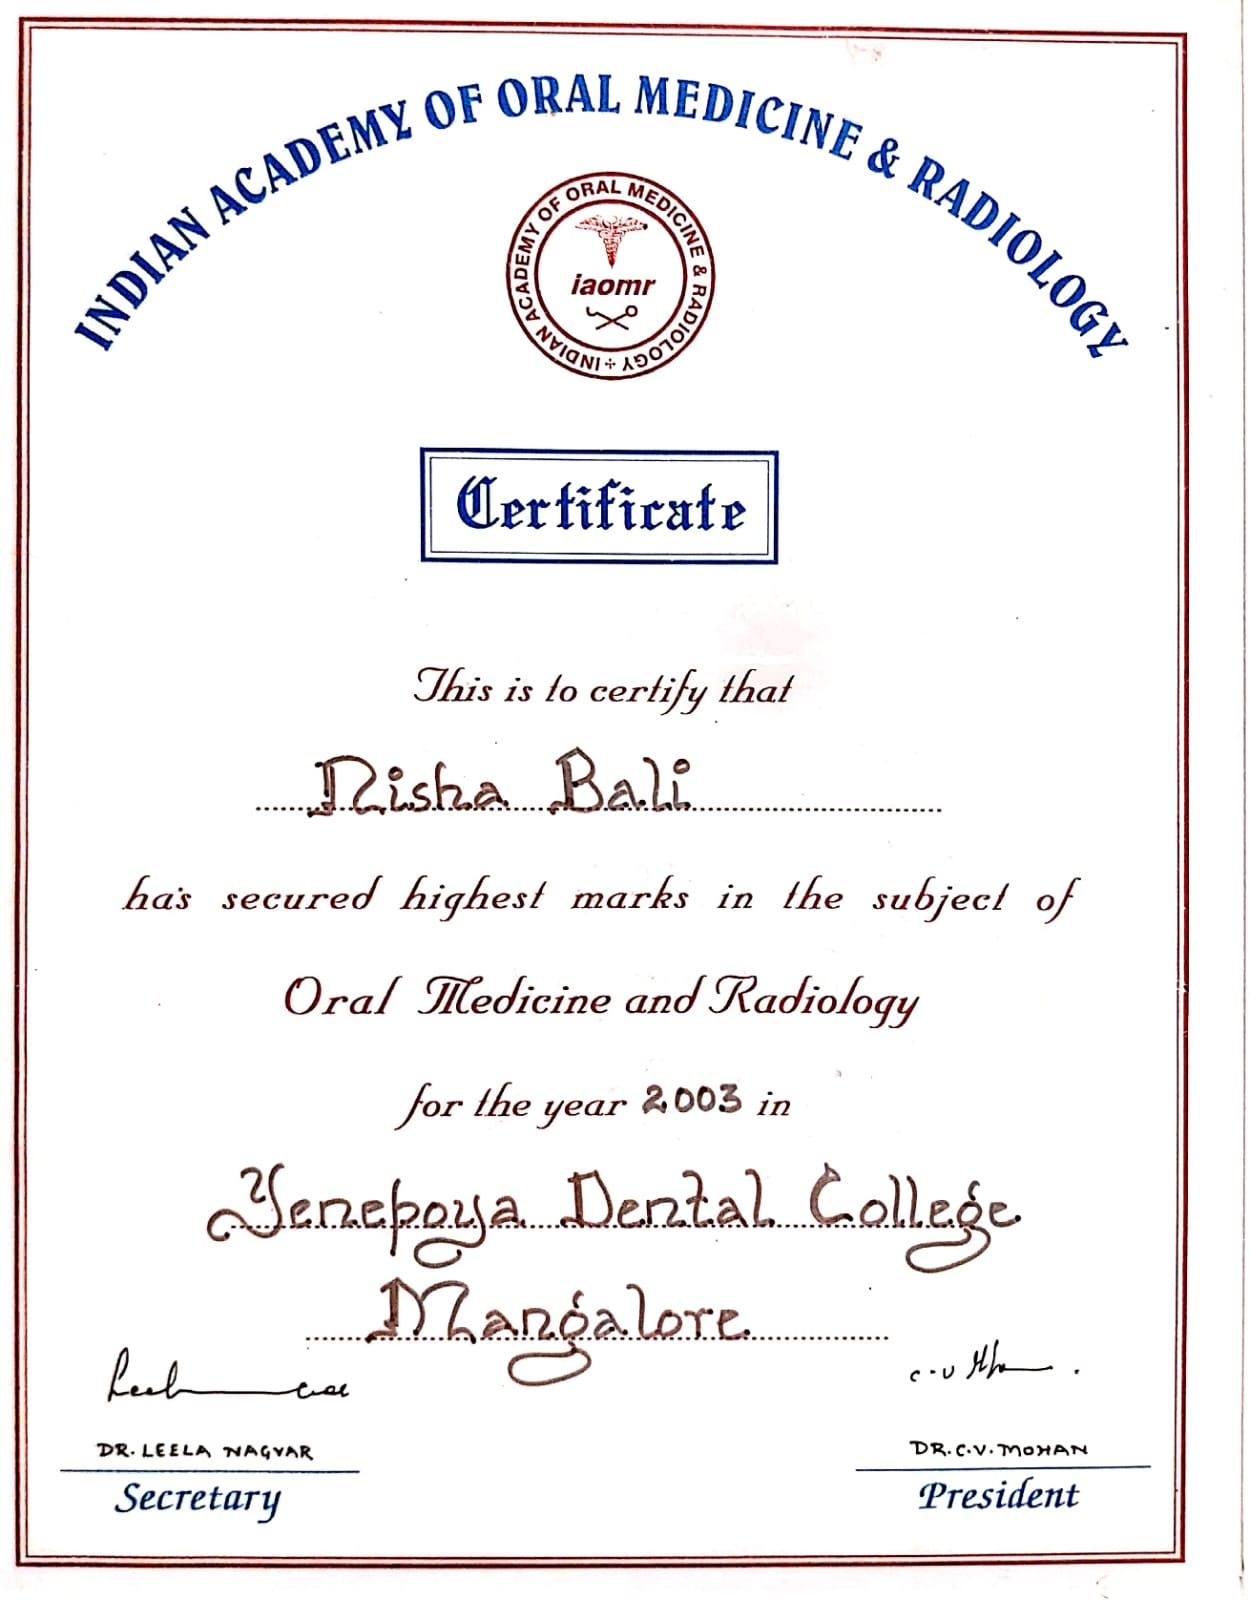 INDIAN ACADEMY OF ORAL MEDICINE & RADIOLOGY
INDIAN ACADEMY OF ORAL MEDICINE & RADIOLOGY
iaomr
Certificate
This is to certify that
Nisha Bali
has secured highest marks in the subject of
Oral Medicine and Radiology
for the year 2003 in
Yenepoya Dental College
Mangalore
c.v
DR. LEELA NAGVAR
DR. C.V. MOHAN
Secretary
President